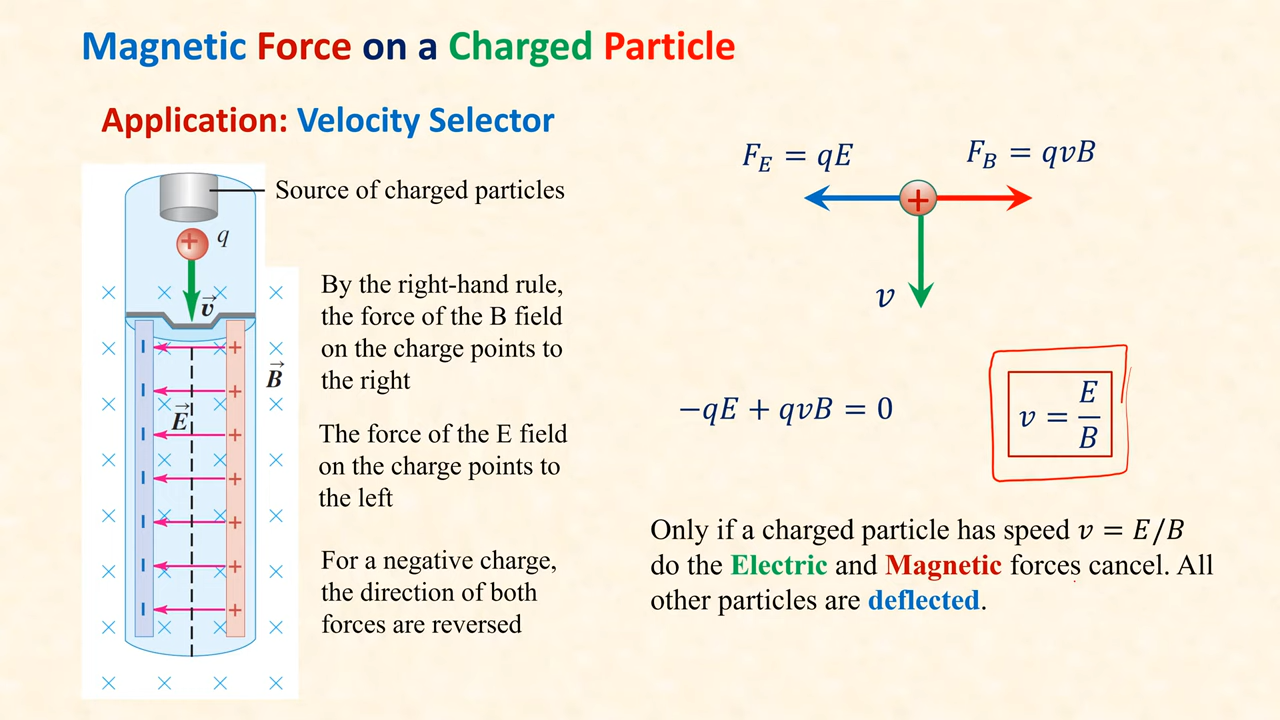 Magnetic Force on a Charged Particle
Application: Velocity Selector
Source of charged particles
q
v⃗
B⃗
E⃗
By the right-hand rule,
the force of the B field
on the charge points to
the right
The force of the E field
on the charge points to
the left
For a negative charge,
the direction of both
forces are reversed
F_E = qE
F_B = qvB
+
v
−qE + qvB = 0
v = E/B
Only if a charged particle has speed v = E/B
do the Electric and Magnetic forces cancel. All
other particles are deflected.